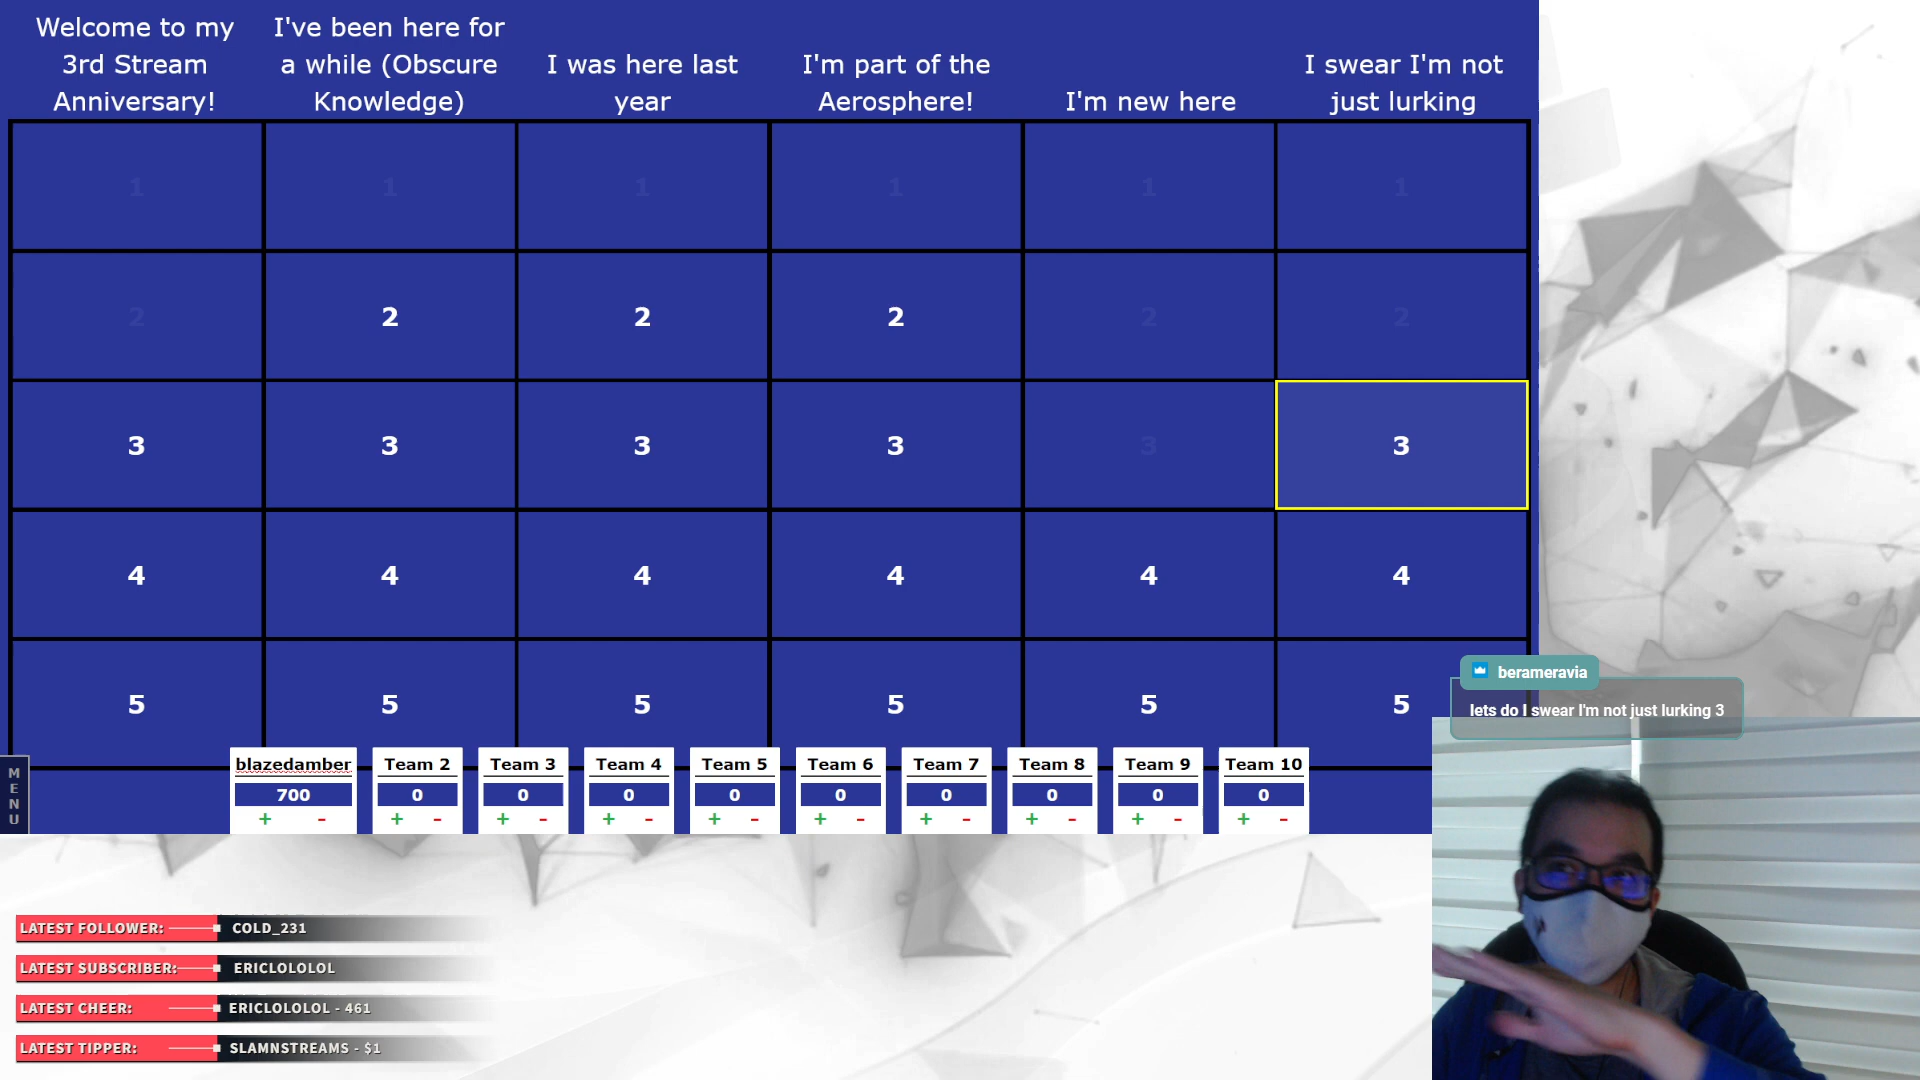 Welcome to my
3rd Stream
Anniversary!
I've been here for
a while (Obscure
Knowledge)
I was here last
year
I'm part of the
Aerosphere!
I'm new here
I swear I'm not
just lurking
1 1 1 1 1 1
2 2 2 2 2 2
3 3 3 3 3 3
4 4 4 4 4 4
5 5 5 5 5 5
berameravia
lets do I swear I'm not just lurking 3
MENU
blazedamber Team 2 Team 3 Team 4 Team 5 Team 6 Team 7 Team 8 Team 9 Team 10
700 0 0 0 0 0 0 0 0 0
+ - + - + - + - + - + - + - + - + - + -
LATEST FOLLOWER: COLD_231
LATEST SUBSCRIBER: ERICLOLOLOL
LATEST CHEER: ERICLOLOLOL - 461
LATEST TIPPER: SLAMNSTREAMS - $1